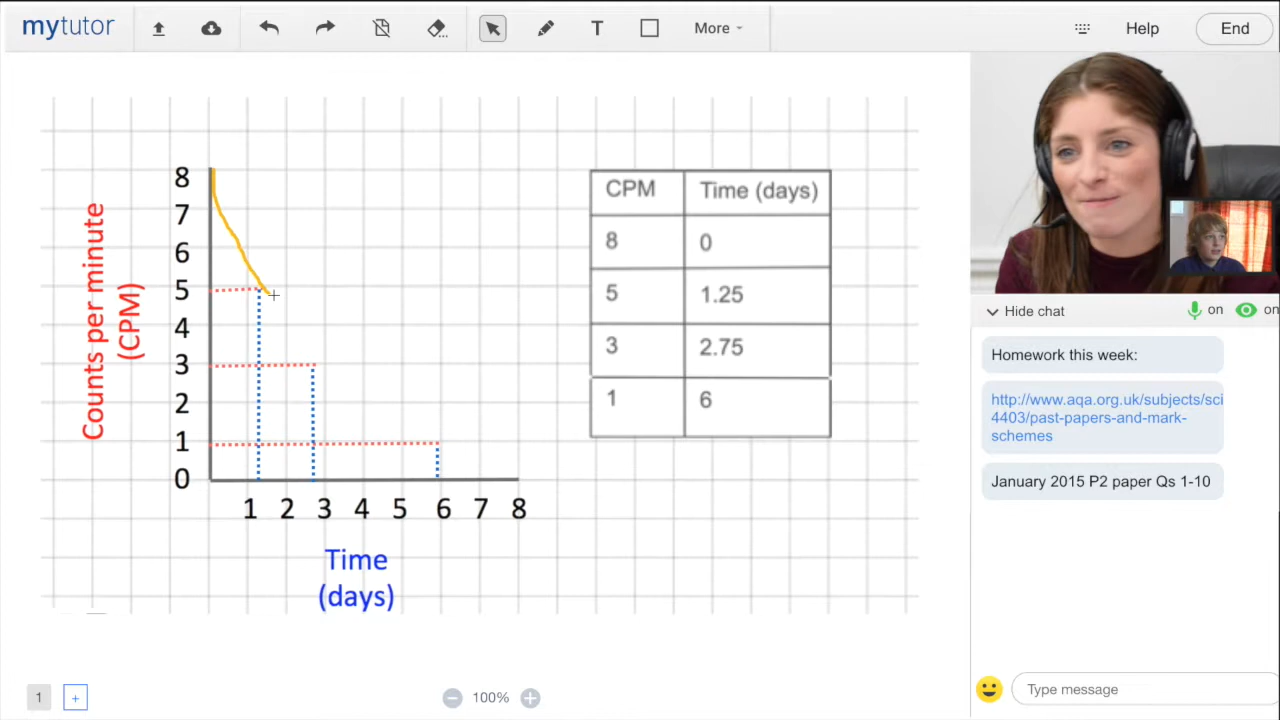 mytutor
More
Help
End
8
7
6
5
4
3
2
1
0
1 2 3 4 5 6 7 8
Counts per minute
(CPM)
Time
(days)
CPM Time (days)
8 0
5 1.25
3 2.75
1 6
Hide chat
on
on
Homework this week:
http://www.aqa.org.uk/subjects/sci
4403/past-papers-and-mark-
schemes
January 2015 P2 paper Qs 1-10
1
+
100%
Type message